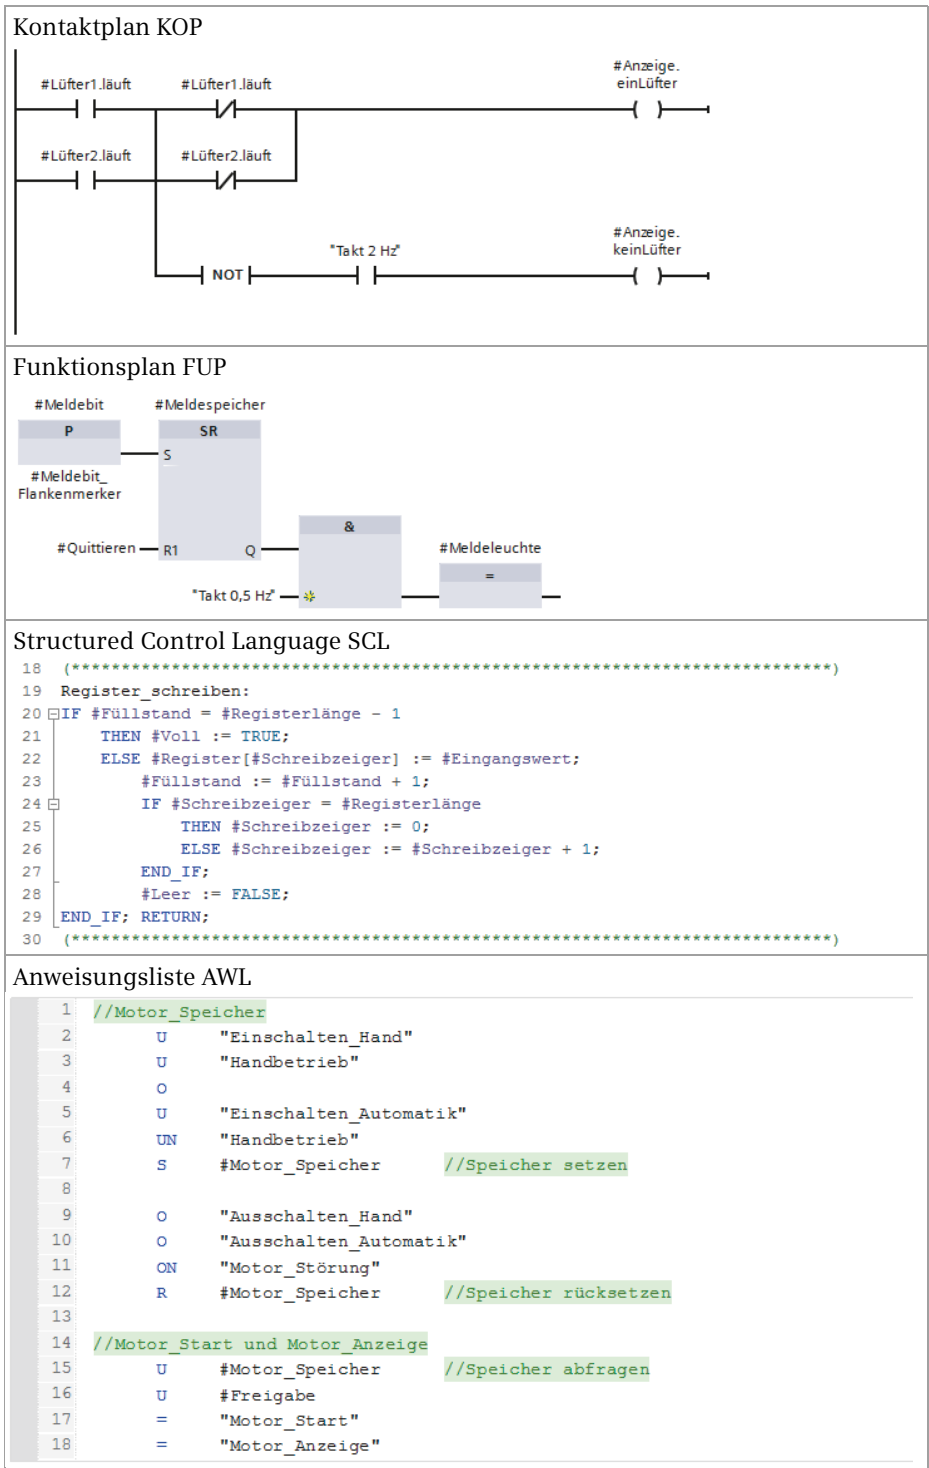 Kontaktplan KOP
#Anzeige.
einLüfter
#Lüfter1.läuft #Lüfter1.läuft
#Lüfter2.läuft #Lüfter2.läuft
#Anzeige.
keinLüfter
"Takt 2 Hz"
NOT
Funktionsplan FUP
#Meldebit #Meldespeicher
P SR
S
#Meldebit_
Flankenmerker
&
#Quittieren R1 Q #Meldeleuchte
=
"Takt 0,5 Hz"
Structured Control Language SCL
18 (****************************************************************************)
19 Register_schreiben:
20 IF #Füllstand = #Registerlänge - 1
21 THEN #Voll := TRUE;
22 ELSE #Register[#Schreibzeiger] := #Eingangswert;
23 #Füllstand := #Füllstand + 1;
24 IF #Schreibzeiger = #Registerlänge
25 THEN #Schreibzeiger := 0;
26 ELSE #Schreibzeiger := #Schreibzeiger + 1;
27 END_IF;
28 #Leer := FALSE;
29 END_IF; RETURN;
30 (****************************************************************************)
Anweisungsliste AWL
1 //Motor_Speicher
2 U "Einschalten_Hand"
3 U "Handbetrieb"
4 O
5 U "Einschalten_Automatik"
6 UN "Handbetrieb"
7 S #Motor_Speicher //Speicher setzen
8
9 O "Ausschalten_Hand"
10 O "Ausschalten_Automatik"
11 ON "Motor_Störung"
12 R #Motor_Speicher //Speicher rücksetzen
13
14 //Motor_Start und Motor_Anzeige
15 U #Motor_Speicher //Speicher abfragen
16 U #Freigabe
17 = "Motor_Start"
18 = "Motor_Anzeige"